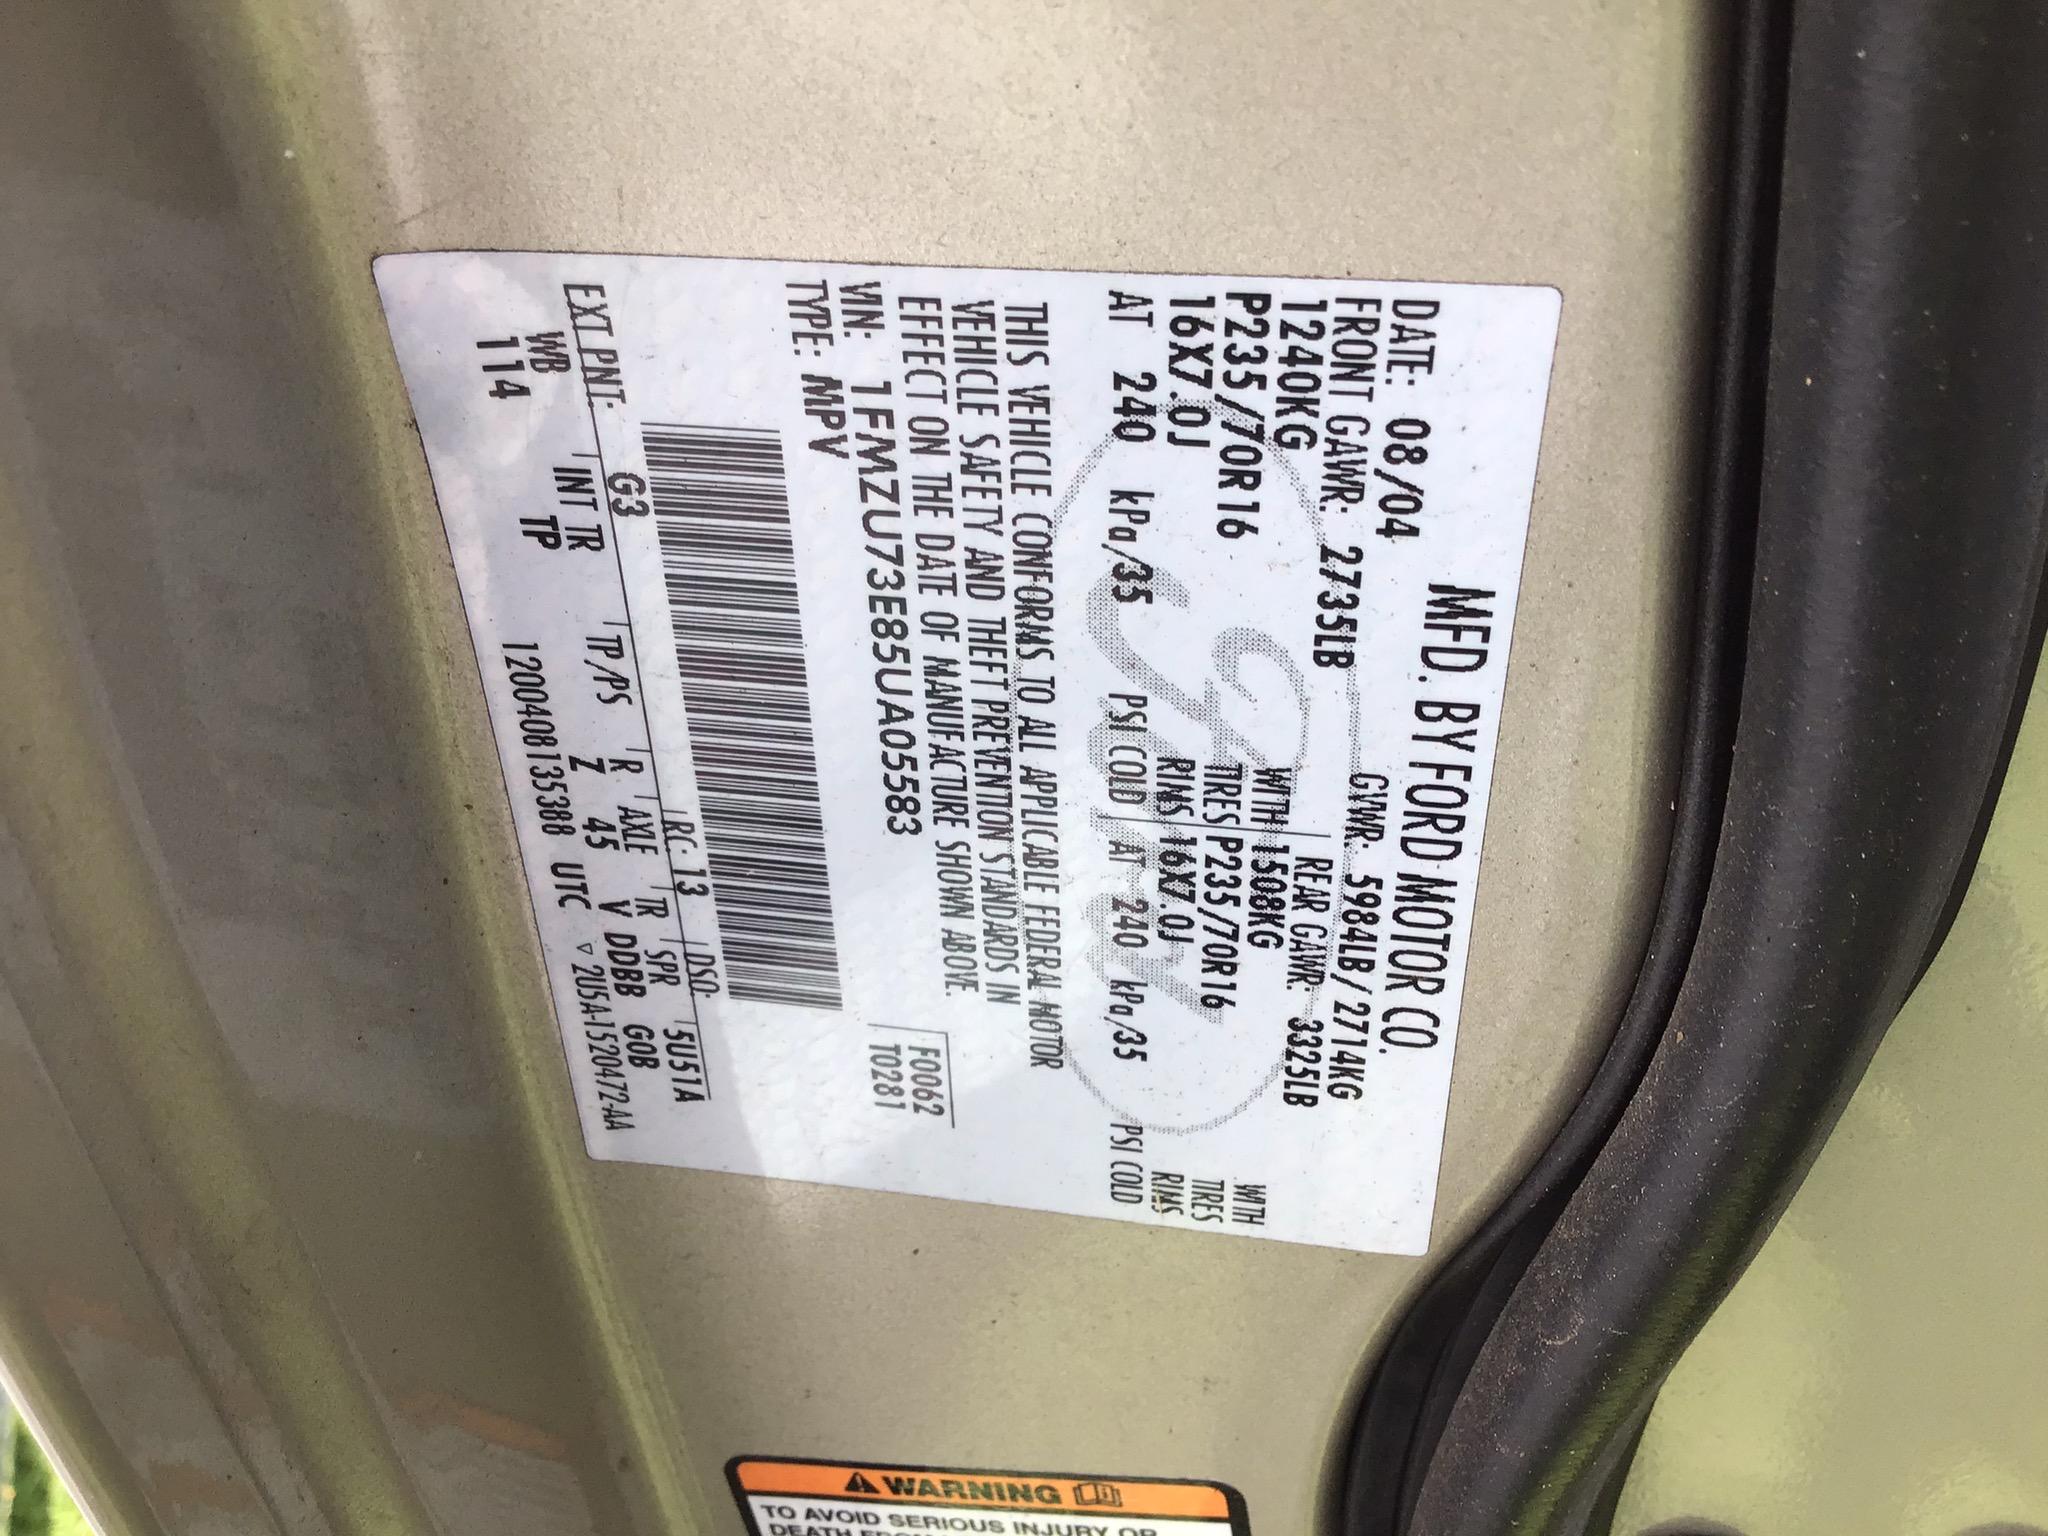 MFD. BY FORD MOTOR CO.
DATE: 08/04 GVWR: 5984LB/2714KG
FRONT GAWR: 2735LB REAR GAWR: 3325LB
1240KG WITH 1508KG WITH
P235/70R16 TIRES P235/70R16 TIRES
16X7.0J RIMS 16X7.0J RIMS
AT 240 kPa/35 PSI COLD AT 240 kPa/35 PSI COLD
THIS VEHICLE CONFORMS TO ALL APPLICABLE FEDERAL MOTOR
VEHICLE SAFETY AND THEFT PREVENTION STANDARDS IN
EFFECT ON THE DATE OF MANUFACTURE SHOWN ABOVE.
VIN: 1FMZU73E85UA05583 F0062
TYPE: MPV T0281
EXT PNT: G3 RC: 13 DSO: 5U51A
WB INT TR TP/PS R AXLE TR SPR
114 TP Z 45 V DDBB GOB
120040813538​8 UTC ▽ 2U5A-1520472-AA
⚠ WARNING
TO AVOID SERIOUS INJURY OR